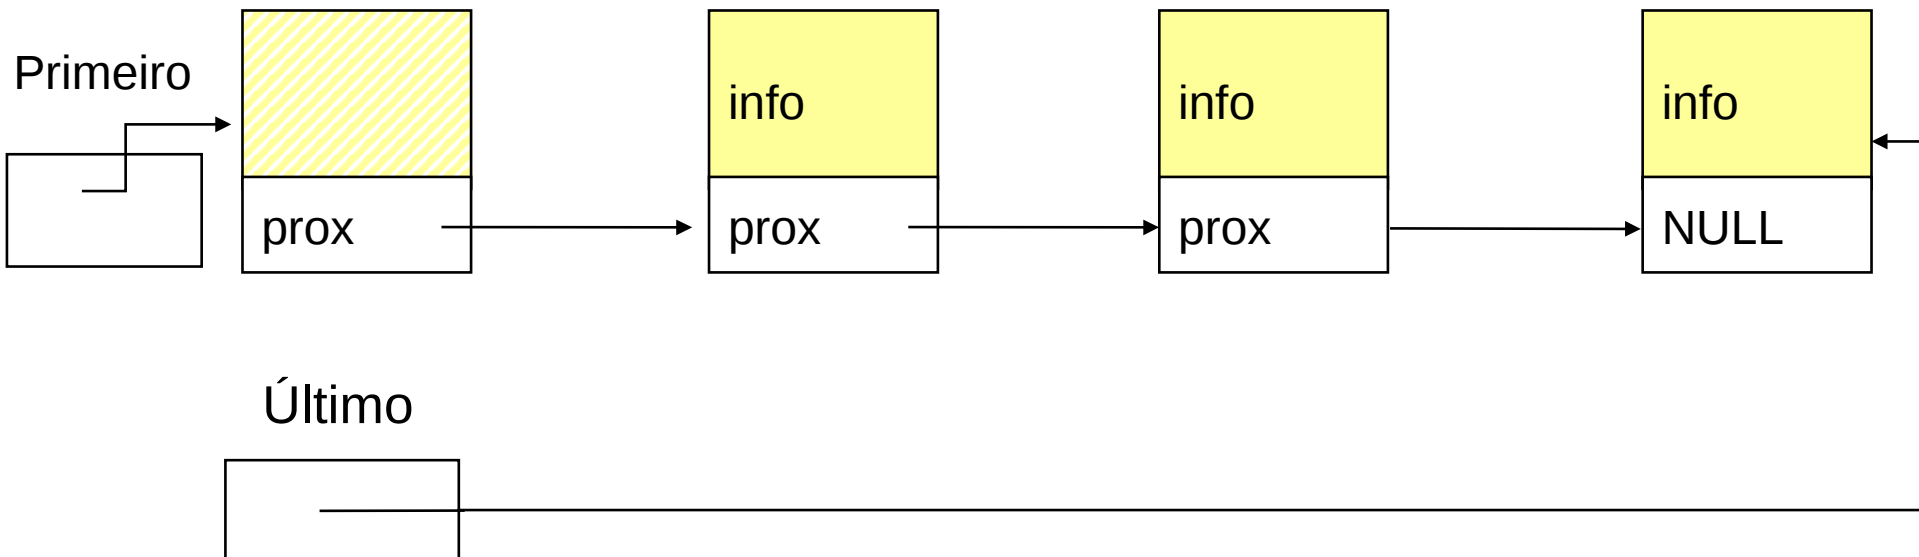 Primeiro
info
info
info
prox
prox
prox
NULL
Último